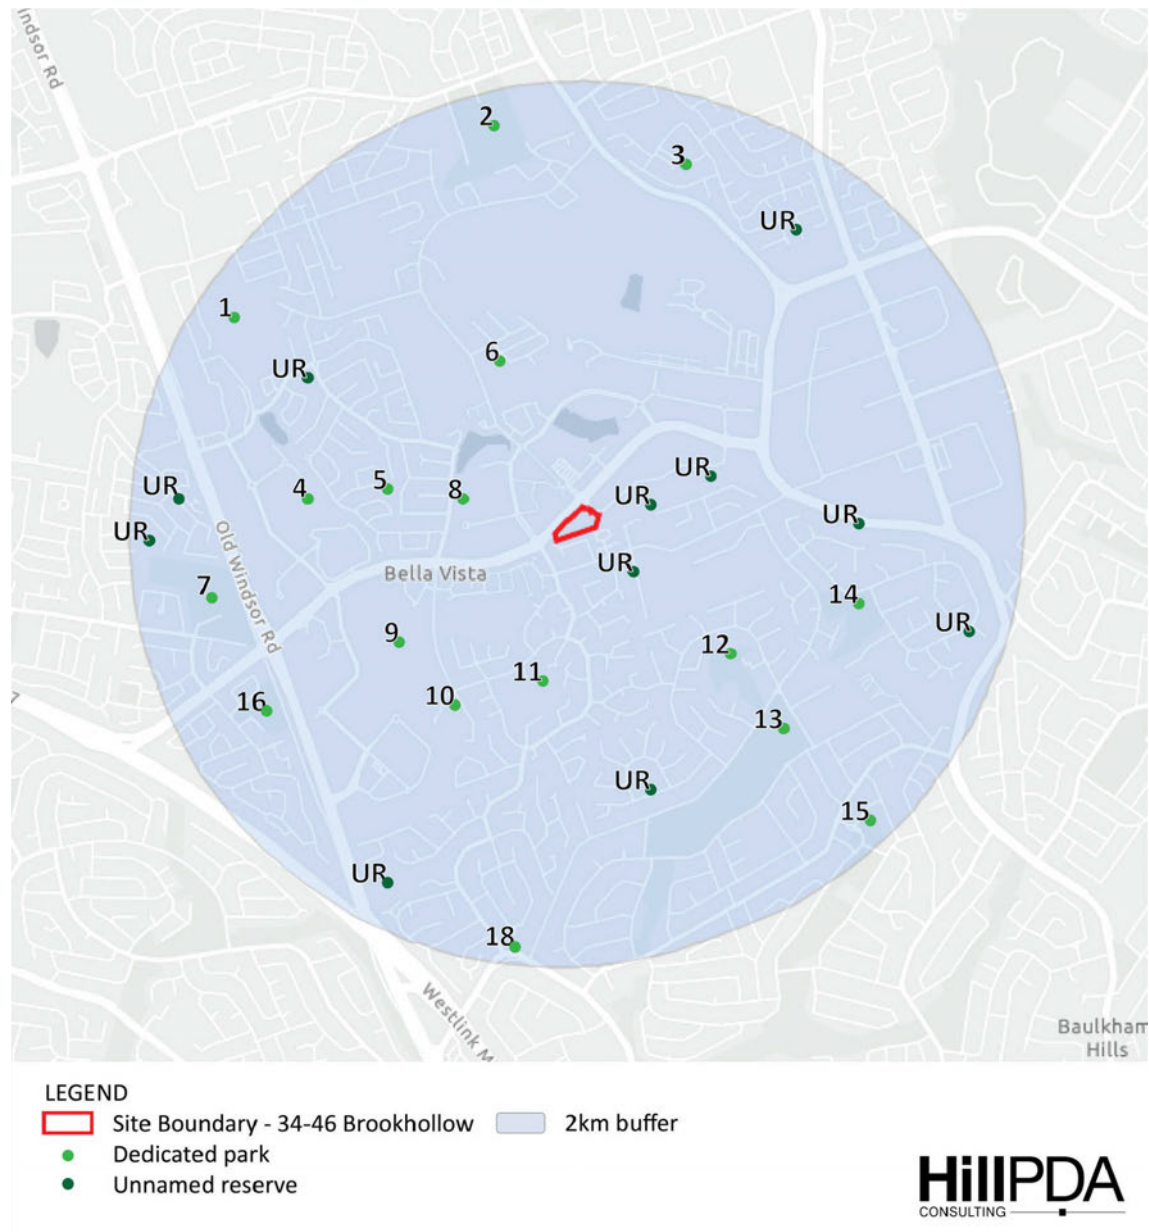 indsor Rd
2
3
UR
1
6
UR
UR
UR
4
5
8
UR
UR
UR
UR
Old Windsor Rd
Bella Vista
7
14
9
12
UR
11
16
10
13
UR
15
UR
18
Westlink M
Baulkham
Hills
LEGEND
Site Boundary - 34-46 Brookhollow
2km buffer
Dedicated park
Unnamed reserve
HillPDA
CONSULTING